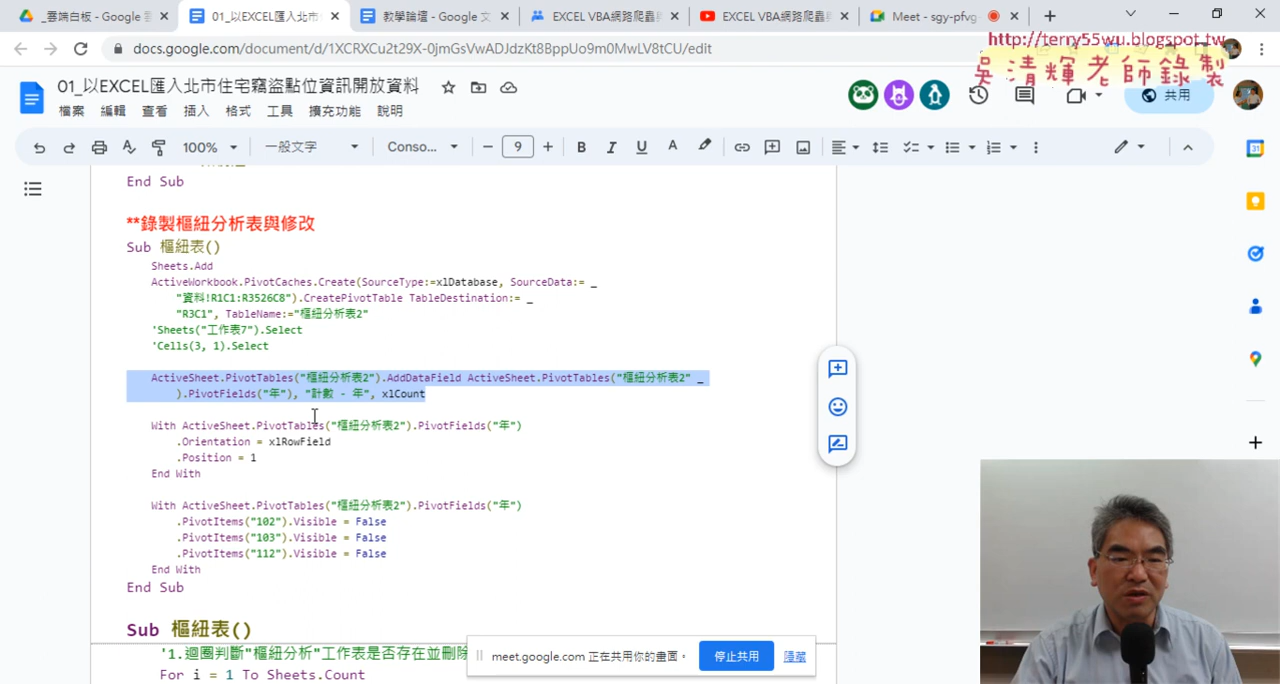 _雲端白板 - Google 雲
01_以EXCEL匯入北市
教學論壇 - Google 文
EXCEL VBA網路爬蟲
EXCEL VBA網路爬蟲
Meet - sgy-pfvg
docs.google.com/document/d/1XCRXCu2t29X-0jmGsVwADJdzKt8BppUo9m0MwLV8tCU/edit
http://terry55wu.blogspot.tw
吳清輝老師錄製
01_以EXCEL匯入北市住宅竊盜點位資訊開放資料
檔案 編輯 查看 插入 格式 工具 擴充功能 說明
共用
100% 一般文字 Conso... 9 B I U A
End Sub
**錄製樞紐分析表與修改
Sub 樞紐表()
Sheets.Add
ActiveWorkbook.PivotCaches.Create(SourceType:=xlDatabase, SourceData:= _
"資料!R1C1:R3526C8").CreatePivotTable TableDestination:= _
"R3C1", TableName:="樞紐分析表2"
'Sheets("工作表7").Select
'Cells(3, 1).Select
ActiveSheet.PivotTables("樞紐分析表2").AddDataField ActiveSheet.PivotTables("樞紐分析表2" _
).PivotFields("年"), "計數 - 年", xlCount
With ActiveSheet.PivotTables("樞紐分析表2").PivotFields("年")
.Orientation = xlRowField
.Position = 1
End With
With ActiveSheet.PivotTables("樞紐分析表2").PivotFields("年")
.PivotItems("102").Visible = False
.PivotItems("103").Visible = False
.PivotItems("112").Visible = False
End With
End Sub
Sub 樞紐表()
'1.迴圈判斷"樞紐分析"工作表是否存在並刪除
For i = 1 To Sheets.Count
meet.google.com 正在共用你的畫面。
停止共用
隱藏